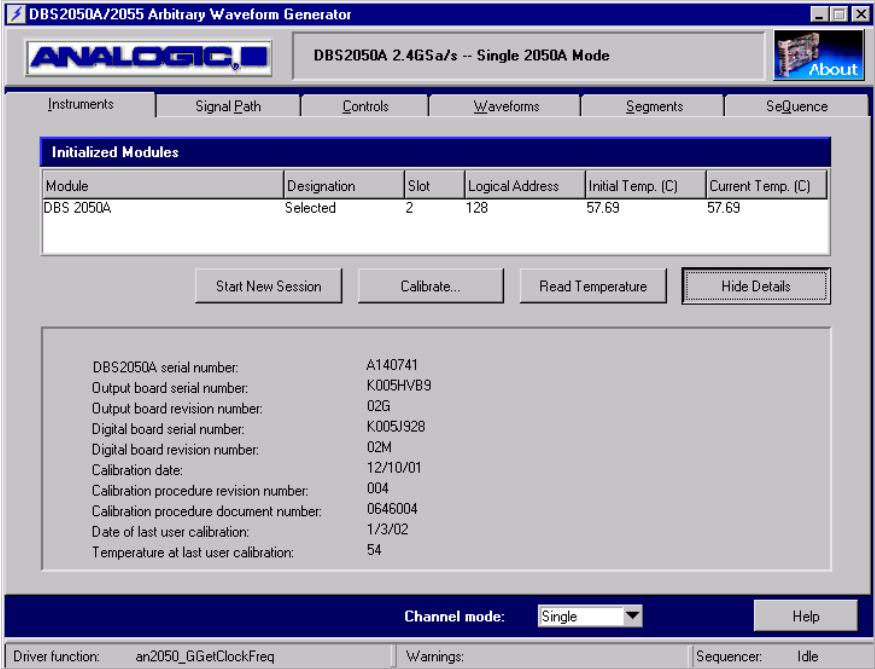 DBS2050A/2055 Arbitrary Waveform Generator
ANALOGIC.
DBS2050A 2.4GSa/s -- Single 2050A Mode
About
Instruments Signal Path Controls Waveforms Segments SeQuence
Initialized Modules
Module Designation Slot Logical Address Initial Temp. (C) Current Temp. (C)
DBS 2050A Selected 2 128 57.69 57.69
Start New Session Calibrate... Read Temperature Hide Details
DBS2050A serial number: A140741
Output board serial number: K005HVB9
Output board revision number: 02G
Digital board serial number: K005J928
Digital board revision number: 02M
Calibration date: 12/10/01
Calibration procedure revision number: 004
Calibration procedure document number: 0646004
Date of last user calibration: 1/3/02
Temperature at last user calibration: 54
Channel mode: Single Help
Driver function: an2050_GGetClockFreq Warnings: Sequencer: Idle